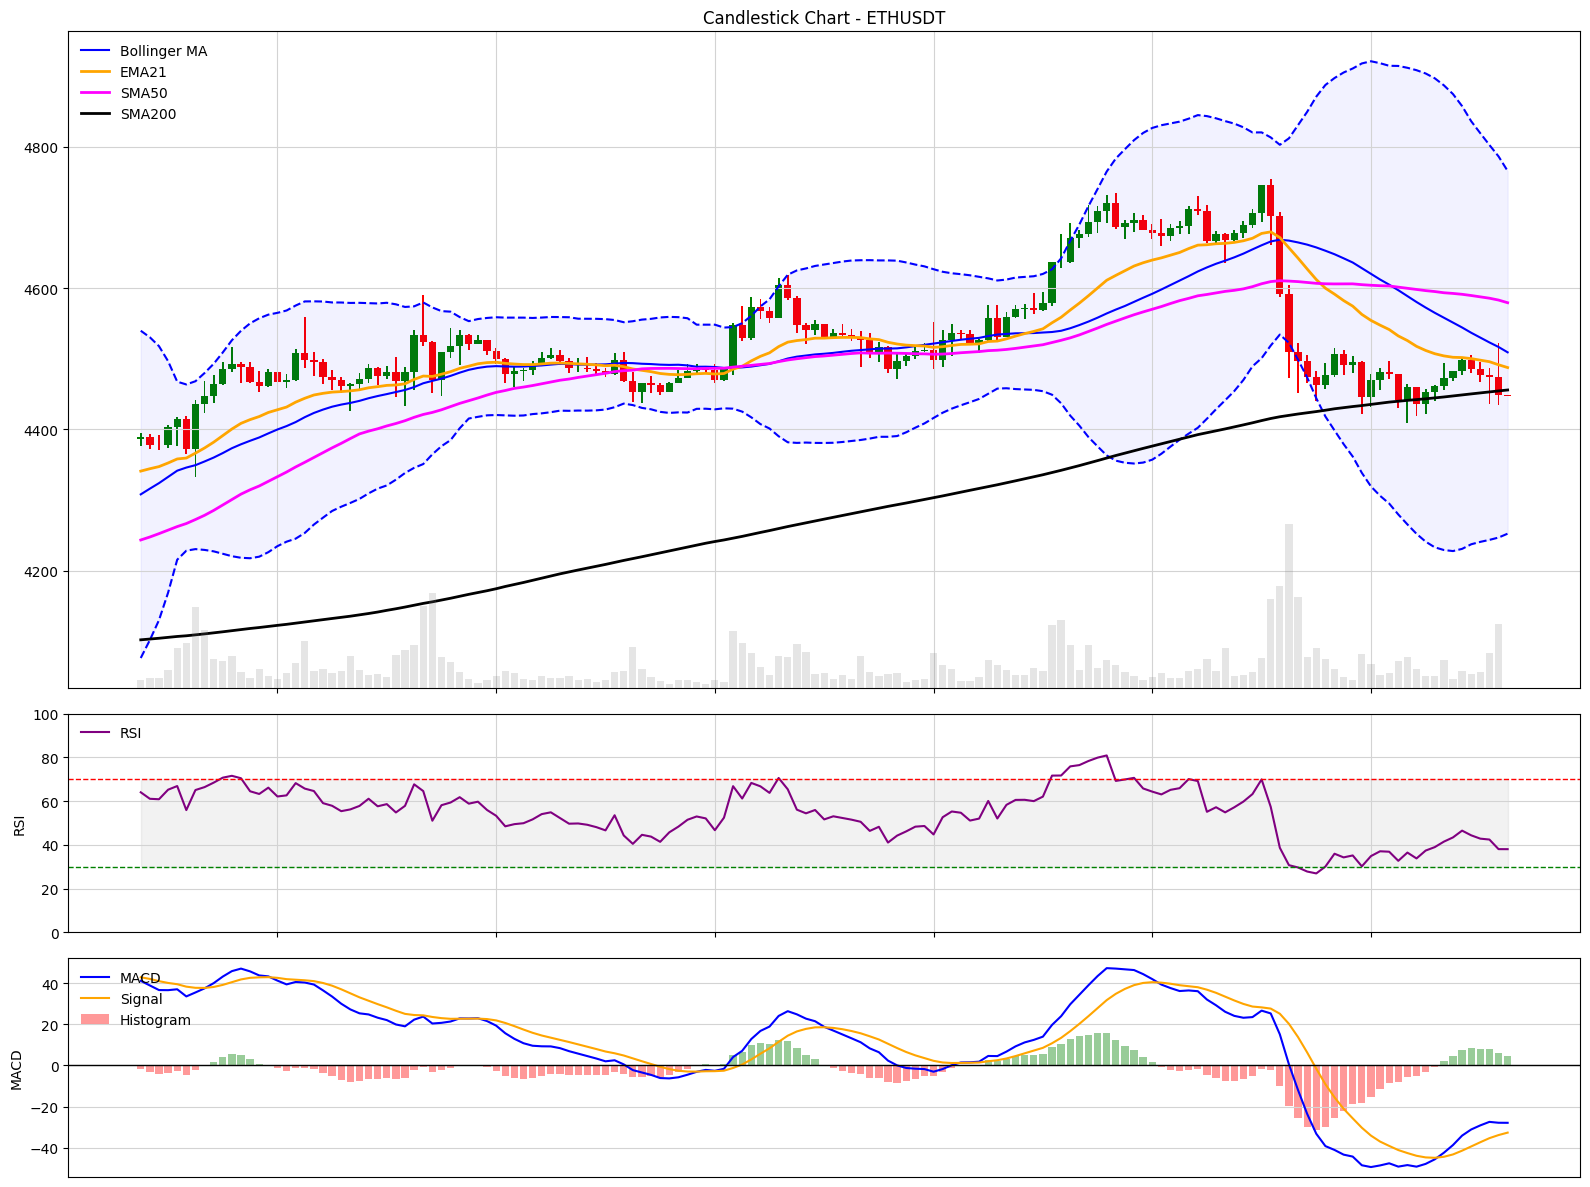 Candlestick Chart - ETHUSDT
Bollinger MA
EMA21
SMA50
SMA200
4800
4600
4400
4200
100
80
60
40
20
0
RSI
RSI
40
20
0
−20
−40
MACD
MACD
Signal
Histogram